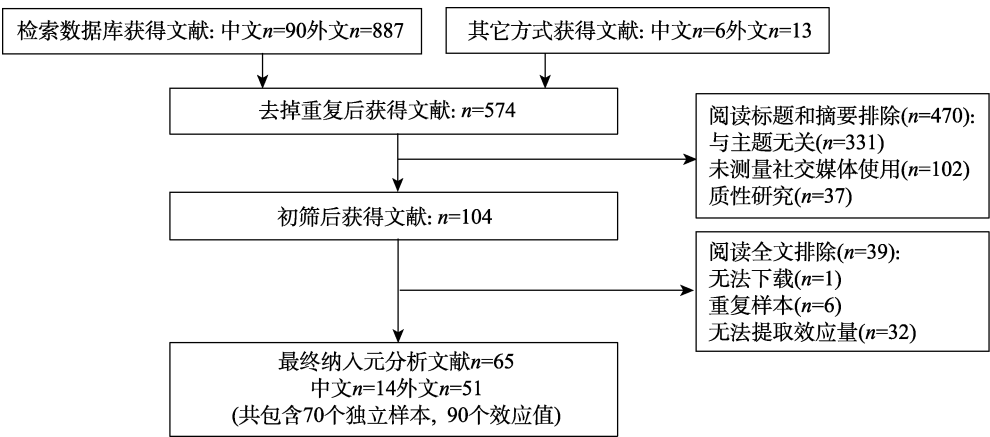 检索数据库获得文献: 中文n=90外文n=887
其它方式获得文献: 中文n=6外文n=13
去掉重复后获得文献: n=574
阅读标题和摘要排除(n=470):
与主题无关(n=331)
未测量社交媒体使用(n=102)
质性研究(n=37)
初筛后获得文献: n=104
阅读全文排除(n=39):
无法下载(n=1)
重复样本(n=6)
无法提取效应量(n=32)
最终纳入元分析文献n=65
中文n=14外文n=51
(共包含70个独立样本, 90个效应值)